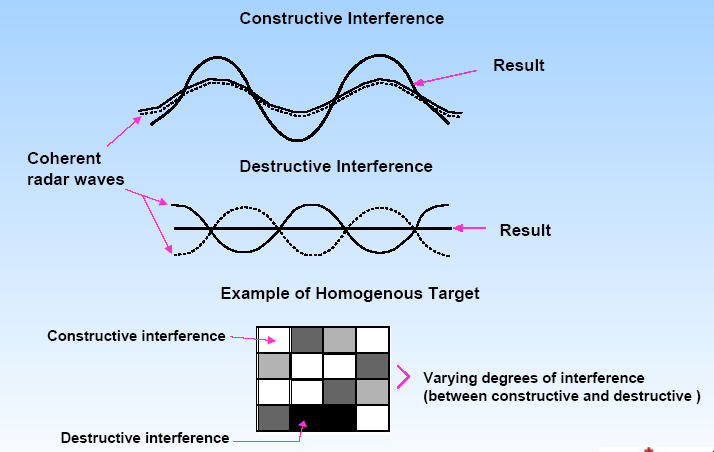 Constructive Interference
Result
Coherent
radar waves
Destructive Interference
Result
Example of Homogenous Target
Constructive interference
Varying degrees of interference
(between constructive and destructive )
Destructive interference